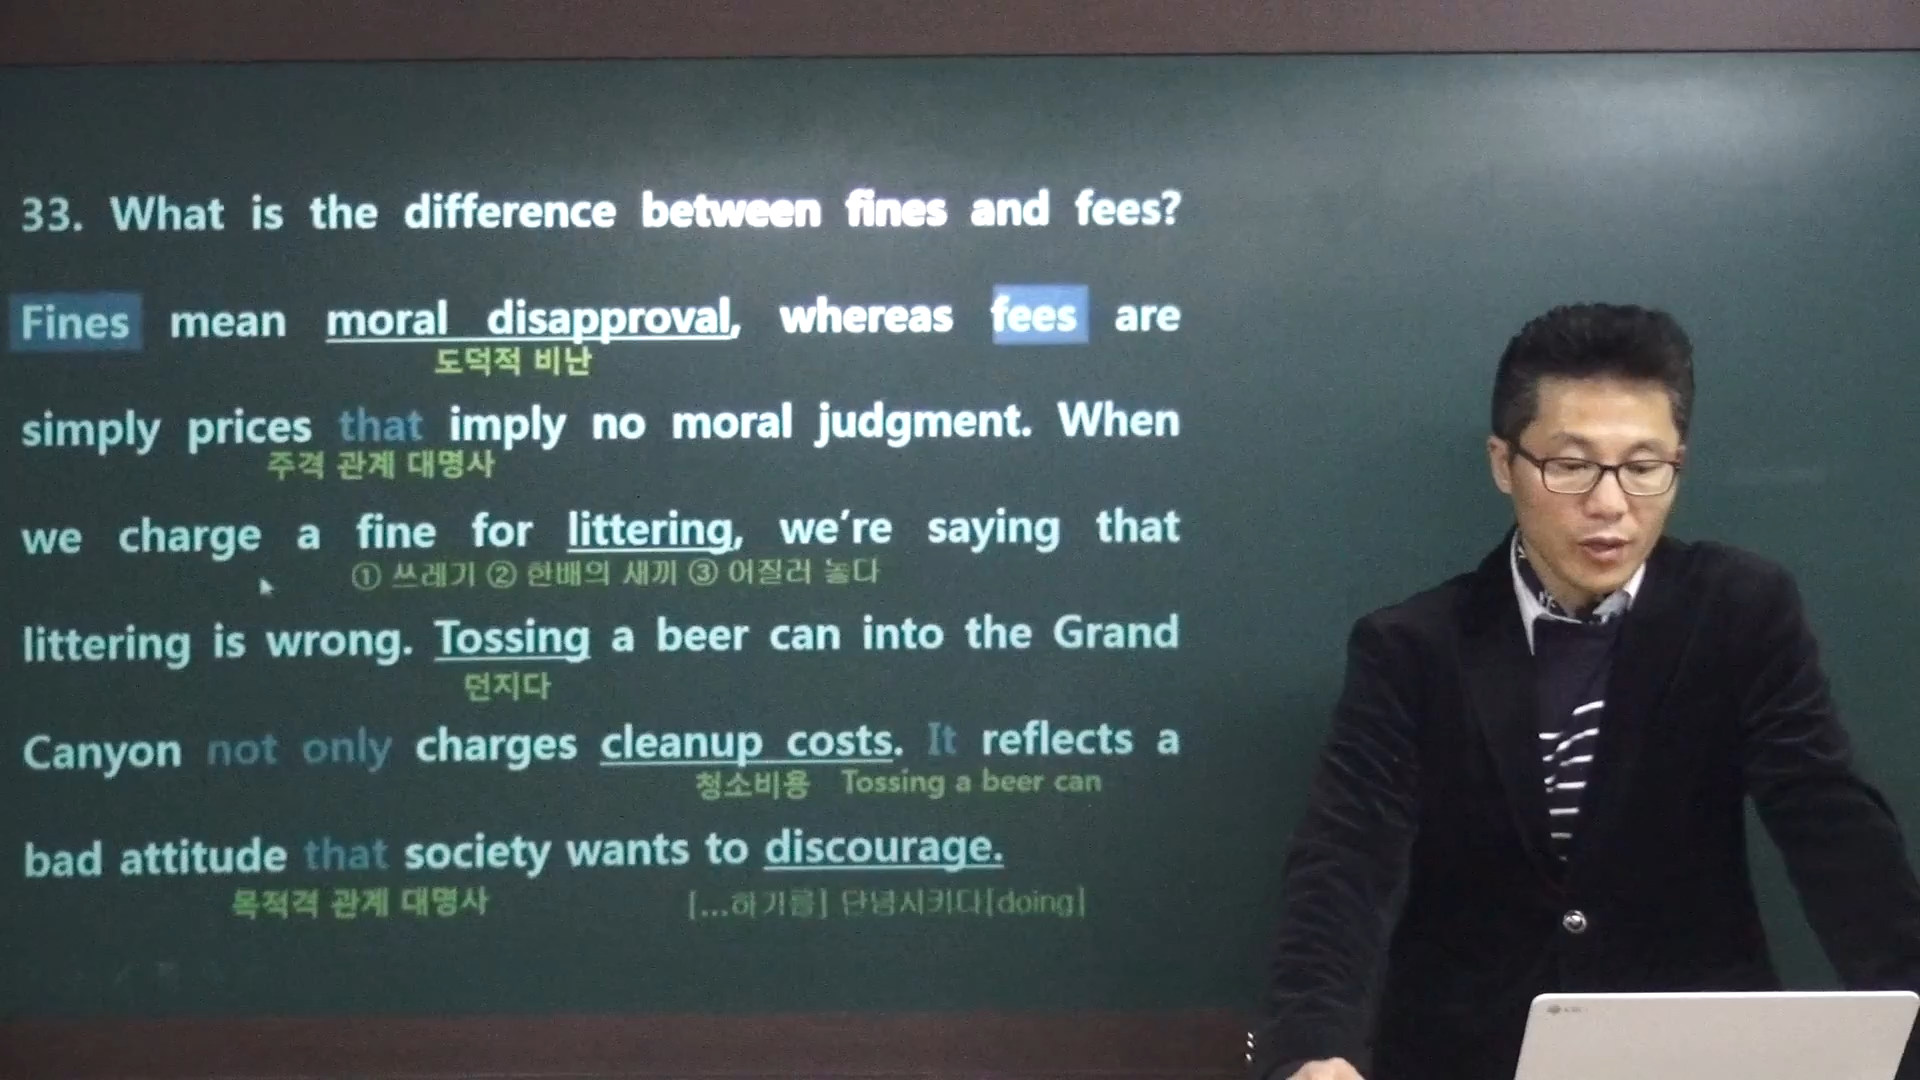 33. What is the difference between fines and fees?
Fines mean moral disapproval, whereas fees are
도덕적 비난
simply prices that imply no moral judgment. When
주격 관계 대명사
we charge a fine for littering, we're saying that
① 쓰레기 ② 한배의 새끼 ③ 어질러 놓다
littering is wrong. Tossing a beer can into the Grand
던지다
Canyon not only charges cleanup costs. It reflects a
청소비용 Tossing a beer can
bad attitude that society wants to discourage.
목적격 관계 대명사 […하기를] 단념시키다[doing]